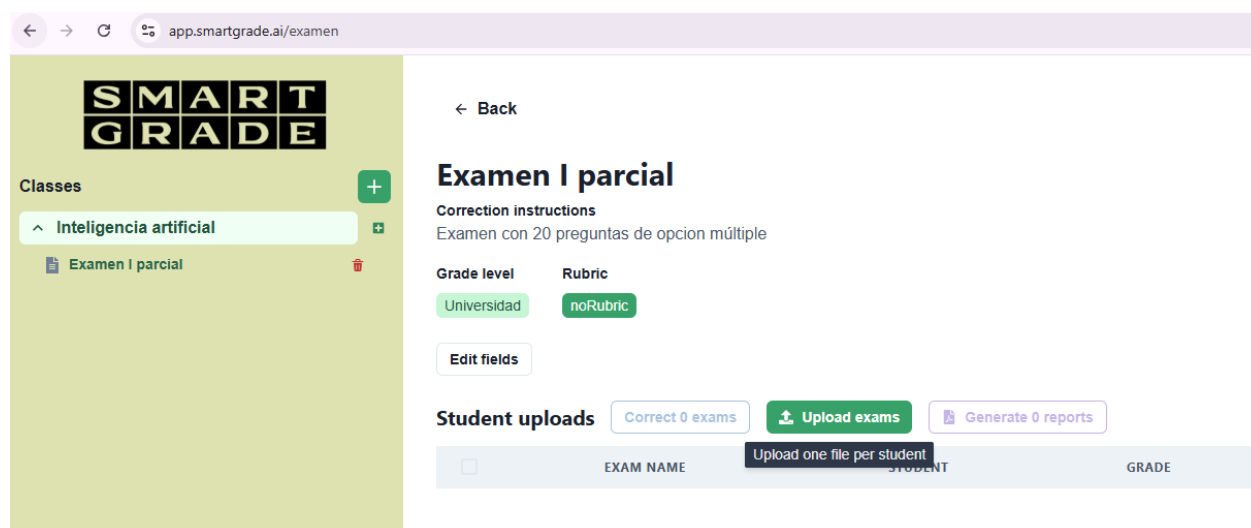 app.smartgrade.ai/examen
SMART
GRADE
Classes
+
Inteligencia artificial
Examen I parcial
← Back
Examen I parcial
Correction instructions
Examen con 20 preguntas de opcion múltiple
Grade level Rubric
Universidad noRubric
Edit fields
Student uploads Correct 0 exams Upload exams Generate 0 reports
Upload one file per student
EXAM NAME STUDENT GRADE